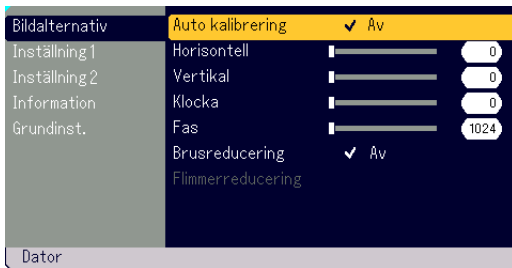 Bildalternativ
Inställning 1
Inställning 2
Information
Grundinst.
Auto kalibrering ✔ Av
Horisontell 0
Vertikal 0
Klocka 0
Fas 1024
Brusreducering ✔ Av
Flimmerreducering
Dator